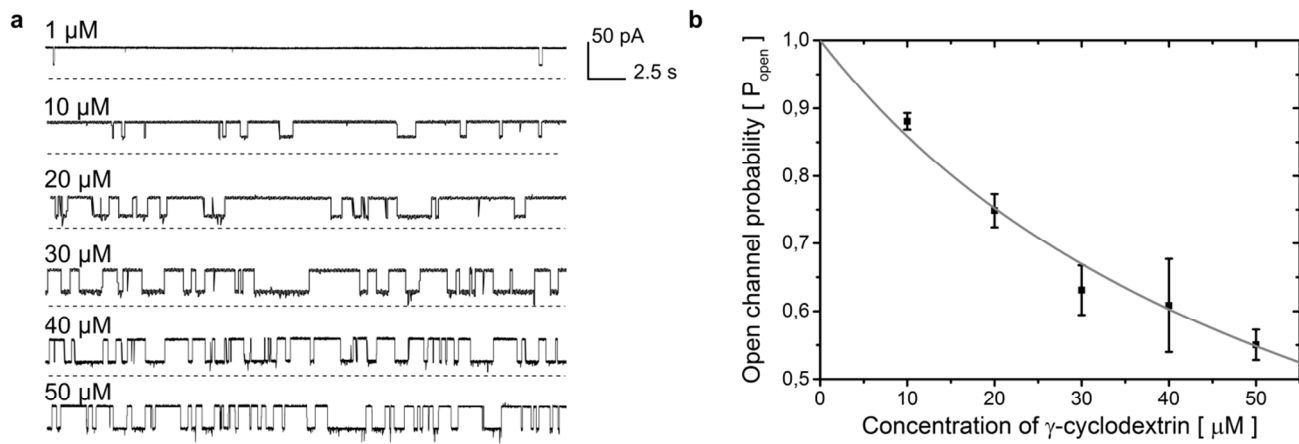 a
1 µM
50 pA
2.5 s
10 µM
20 µM
30 µM
40 µM
50 µM
b
Open channel probability [ Popen ]
1,0
0,9
0,8
0,7
0,6
0,5
0
10
20
30
40
50
Concentration of γ-cyclodextrin [ µM ]